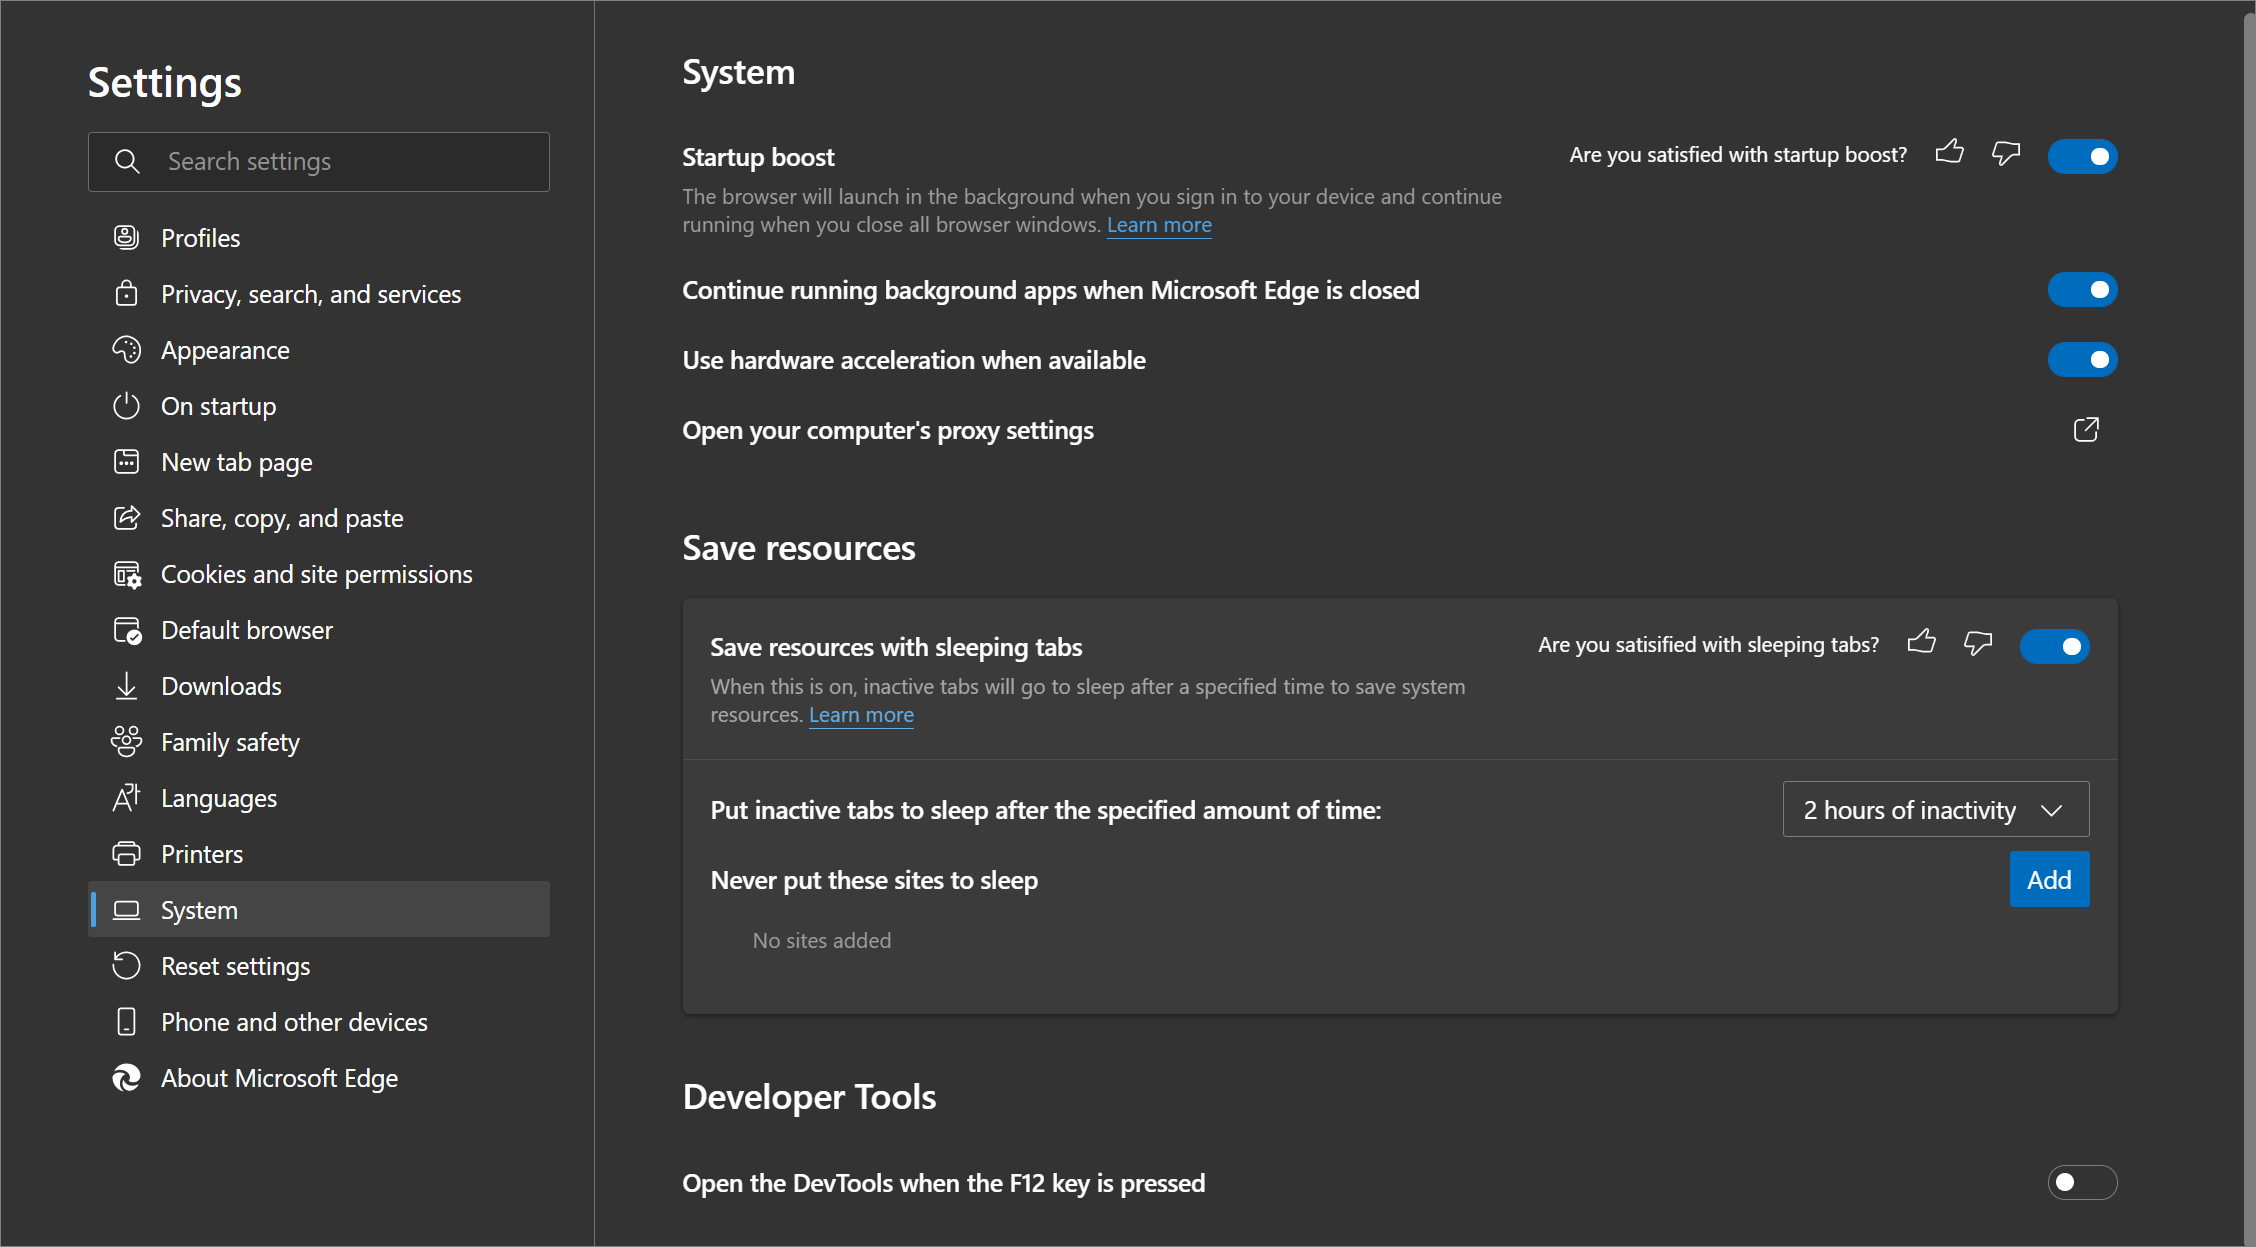 Settings
Search settings
Profiles
Privacy, search, and services
Appearance
On startup
New tab page
Share, copy, and paste
Cookies and site permissions
Default browser
Downloads
Family safety
Languages
Printers
System
Reset settings
Phone and other devices
About Microsoft Edge
System
Startup boost
Are you satisfied with startup boost?
The browser will launch in the background when you sign in to your device and continue
running when you close all browser windows. Learn more
Continue running background apps when Microsoft Edge is closed
Use hardware acceleration when available
Open your computer's proxy settings
Save resources
Save resources with sleeping tabs
Are you satisified with sleeping tabs?
When this is on, inactive tabs will go to sleep after a specified time to save system
resources. Learn more
Put inactive tabs to sleep after the specified amount of time:
2 hours of inactivity
Never put these sites to sleep
Add
No sites added
Developer Tools
Open the DevTools when the F12 key is pressed